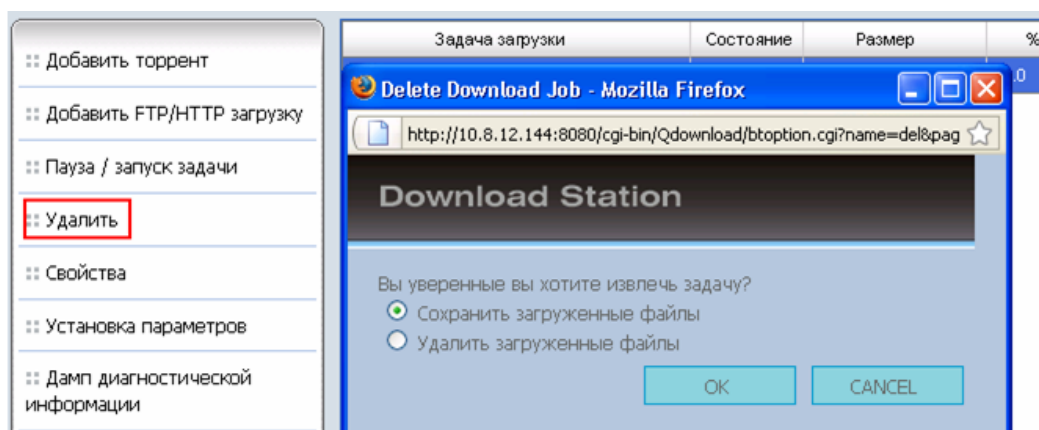 Добавить торрент
Добавить FTP/HTTP загрузку
Пауза / запуск задачи
Удалить
Свойства
Установка параметров
Дамп диагностической
информации
Задача загрузки Состояние Размер %
.0
Delete Download Job - Mozilla Firefox
http://10.8.12.144:8080/cgi-bin/Qdownload/btoption.cgi?name=del&pag
Download Station
Вы уверенные вы хотите извлечь задачу?
Сохранить загруженные файлы
Удалить загруженные файлы
OK CANCEL